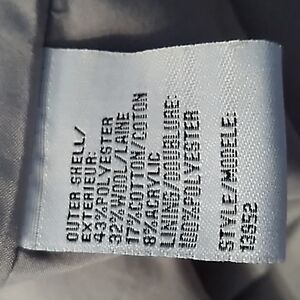 OUTER SHELL/
EXTERIEUR:
43%POLYESTER
32%WOOL/LAINE
17%COTTON/COTON
8%ACRYLIC
LINING/DOUBLURE:
100%POLYESTER
STYLE/MODELE:
13952